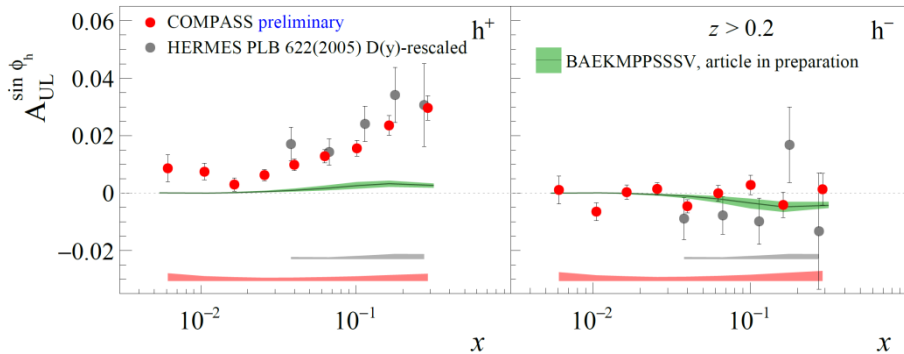 COMPASS preliminary
HERMES PLB 622(2005) D(y)-rescaled
h⁺
z > 0.2
h⁻
BAEKMPPSSSV, article in preparation
A_UL^sin ϕ_h
0.06
0.04
0.02
0
−0.02
10⁻² 10⁻¹ 10⁻² 10⁻¹
x x